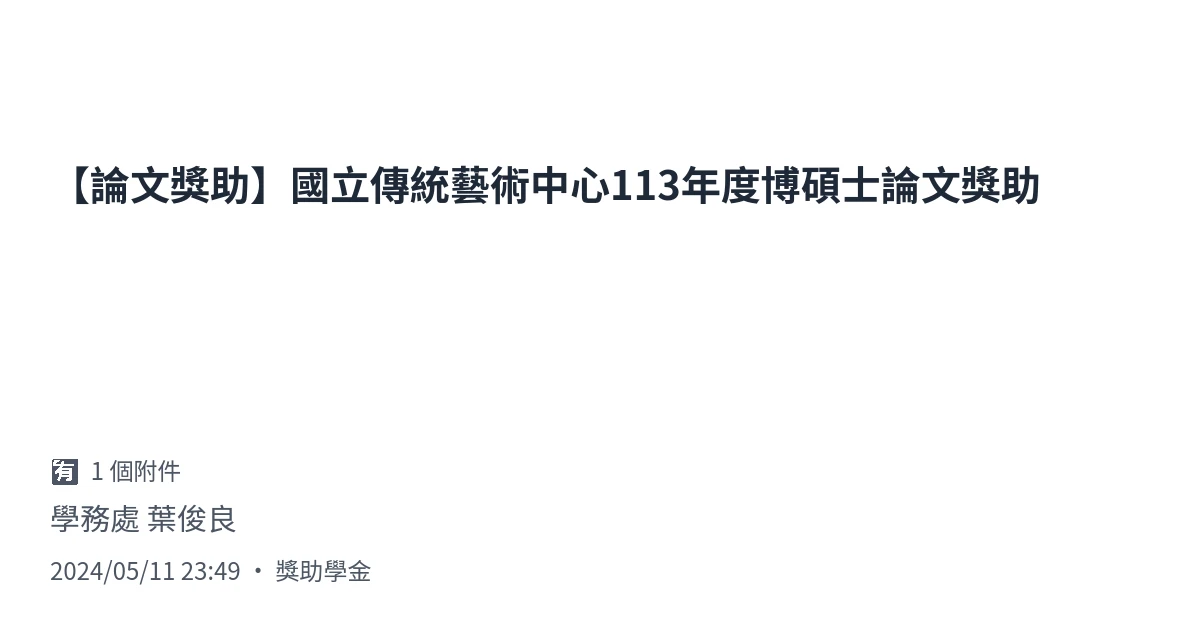 【論文獎助】國立傳統藝術中心113年度博碩士論文獎助
🈶 1 個附件
學務處 葉俊良
2024/05/11 23:49 • 獎助學金